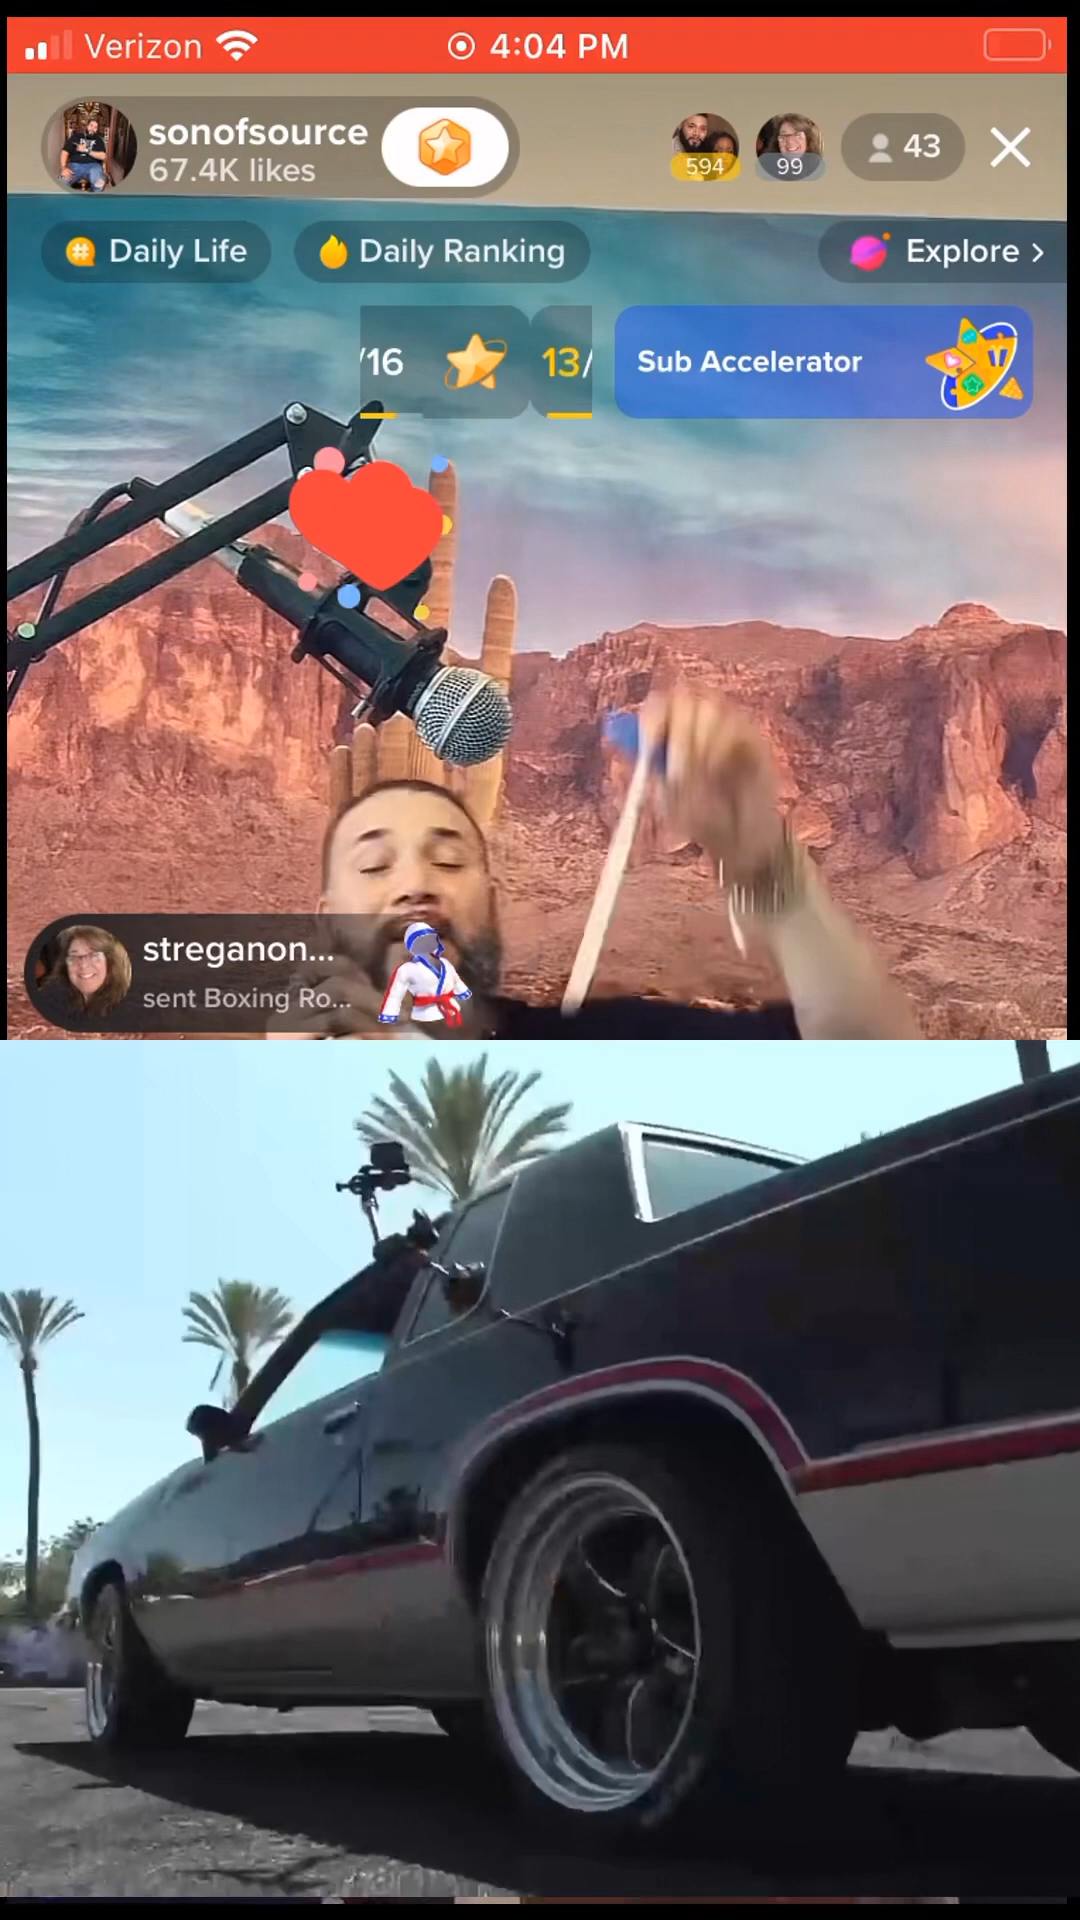 Verizon 4:04 PM
sonofsource
67.4K likes
594
99
43
Daily Life
Daily Ranking
Explore >
/16
13/
Sub Accelerator
streganon...
sent Boxing Ro...